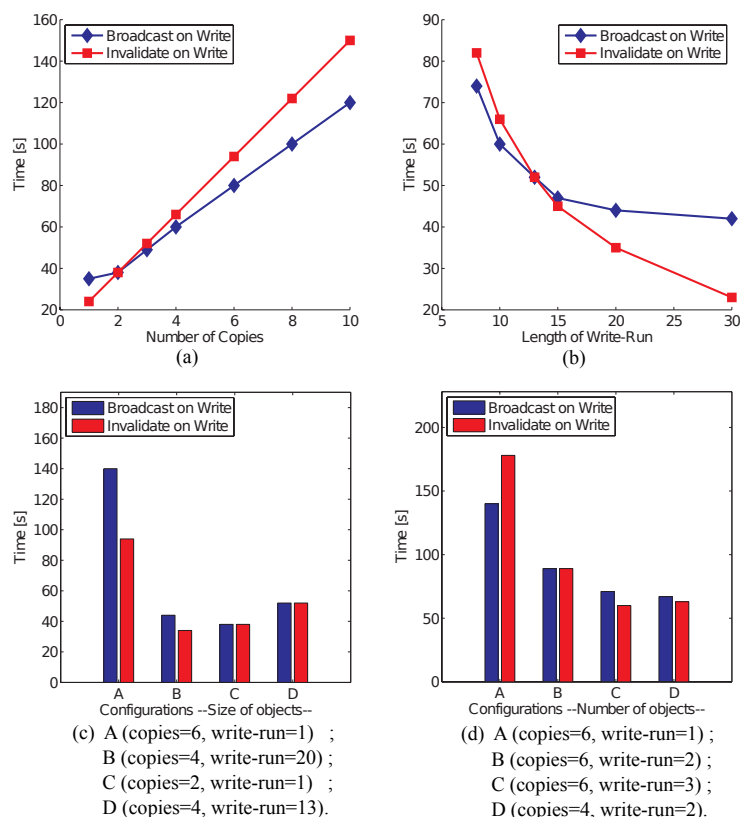 160
140
120
100
80
60
40
20
Time [s]
Broadcast on Write
Invalidate on Write
0 2 4 6 8 10
Number of Copies
(a)
90
80
70
60
50
40
30
20
Time [s]
Broadcast on Write
Invalidate on Write
5 10 15 20 25 30
Length of Write-Run
(b)
180
160
140
120
100
80
60
40
20
0
Time [s]
Broadcast on Write
Invalidate on Write
A B C D
Configurations --Size of objects--
(c) A (copies=6, write-run=1) ;
B (copies=4, write-run=20) ;
C (copies=2, write-run=1) ;
D (copies=4, write-run=13).
200
150
100
50
0
Time [s]
Broadcast on Write
Invalidate on Write
A B C D
Configurations --Number of objects--
(d) A (copies=6, write-run=1) ;
B (copies=6, write-run=2) ;
C (copies=6, write-run=3) ;
D (copies=4, write-run=2).